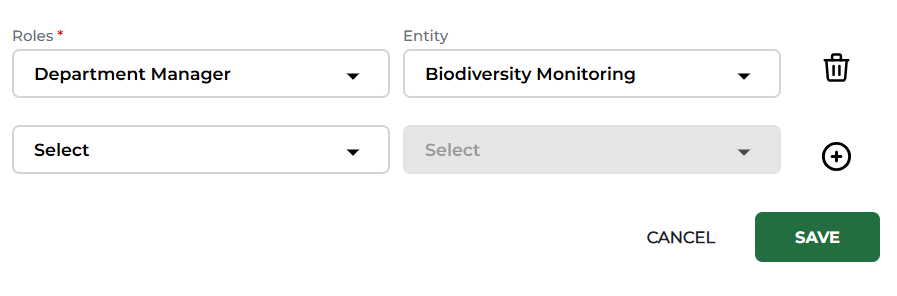 Roles * Entity
Department Manager Biodiversity Monitoring
Select Select
CANCEL SAVE